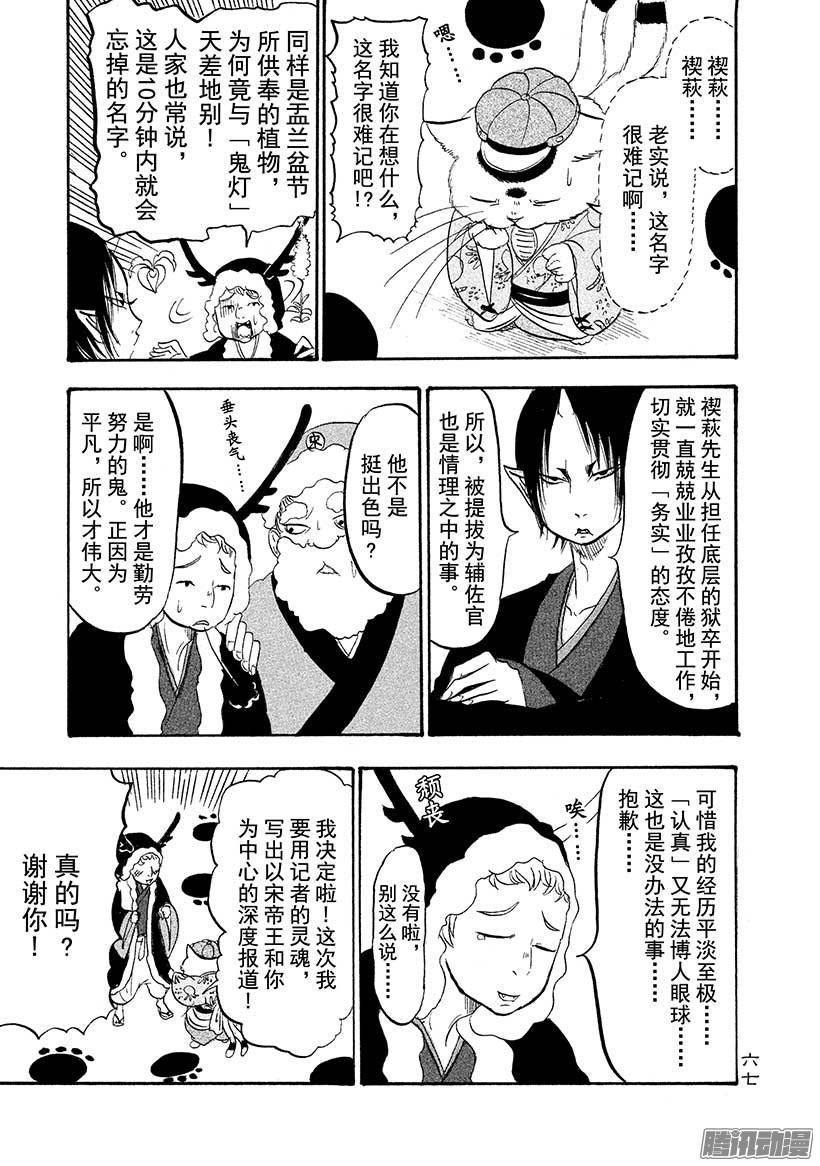 禊萩……
禊萩……
老实说，这名字
很难记啊……
嗯…
我知道你在想什么，
这名字很难记吧！？
同样是盂兰盆节
所供奉的植物，
为何竟与「鬼灯」
天差地别！
人家也常说，
这是10分钟内就会
忘掉的名字。
禊萩先生从担任底层的狱卒开始，
就一直兢兢业业孜孜不倦地工作，
切实贯彻「务实」的态度。
所以，被提拔为辅佐官
也是情理之中的事。
他不是
挺出色吗？
宋
垂头丧气…
是啊……他才是勤劳
努力的鬼。正因为
平凡，所以才伟大。
可惜我的经历平淡至极……
「认真」又无法博人眼球……
这也是没办法的事……
抱歉……
唉……
颓丧
没有啦，
别这么说……
我决定啦！这次我
要用记者的灵魂，
写出以宋帝王和你
为中心的深度报道！
真的吗？
谢谢你！
六七
腾讯动漫